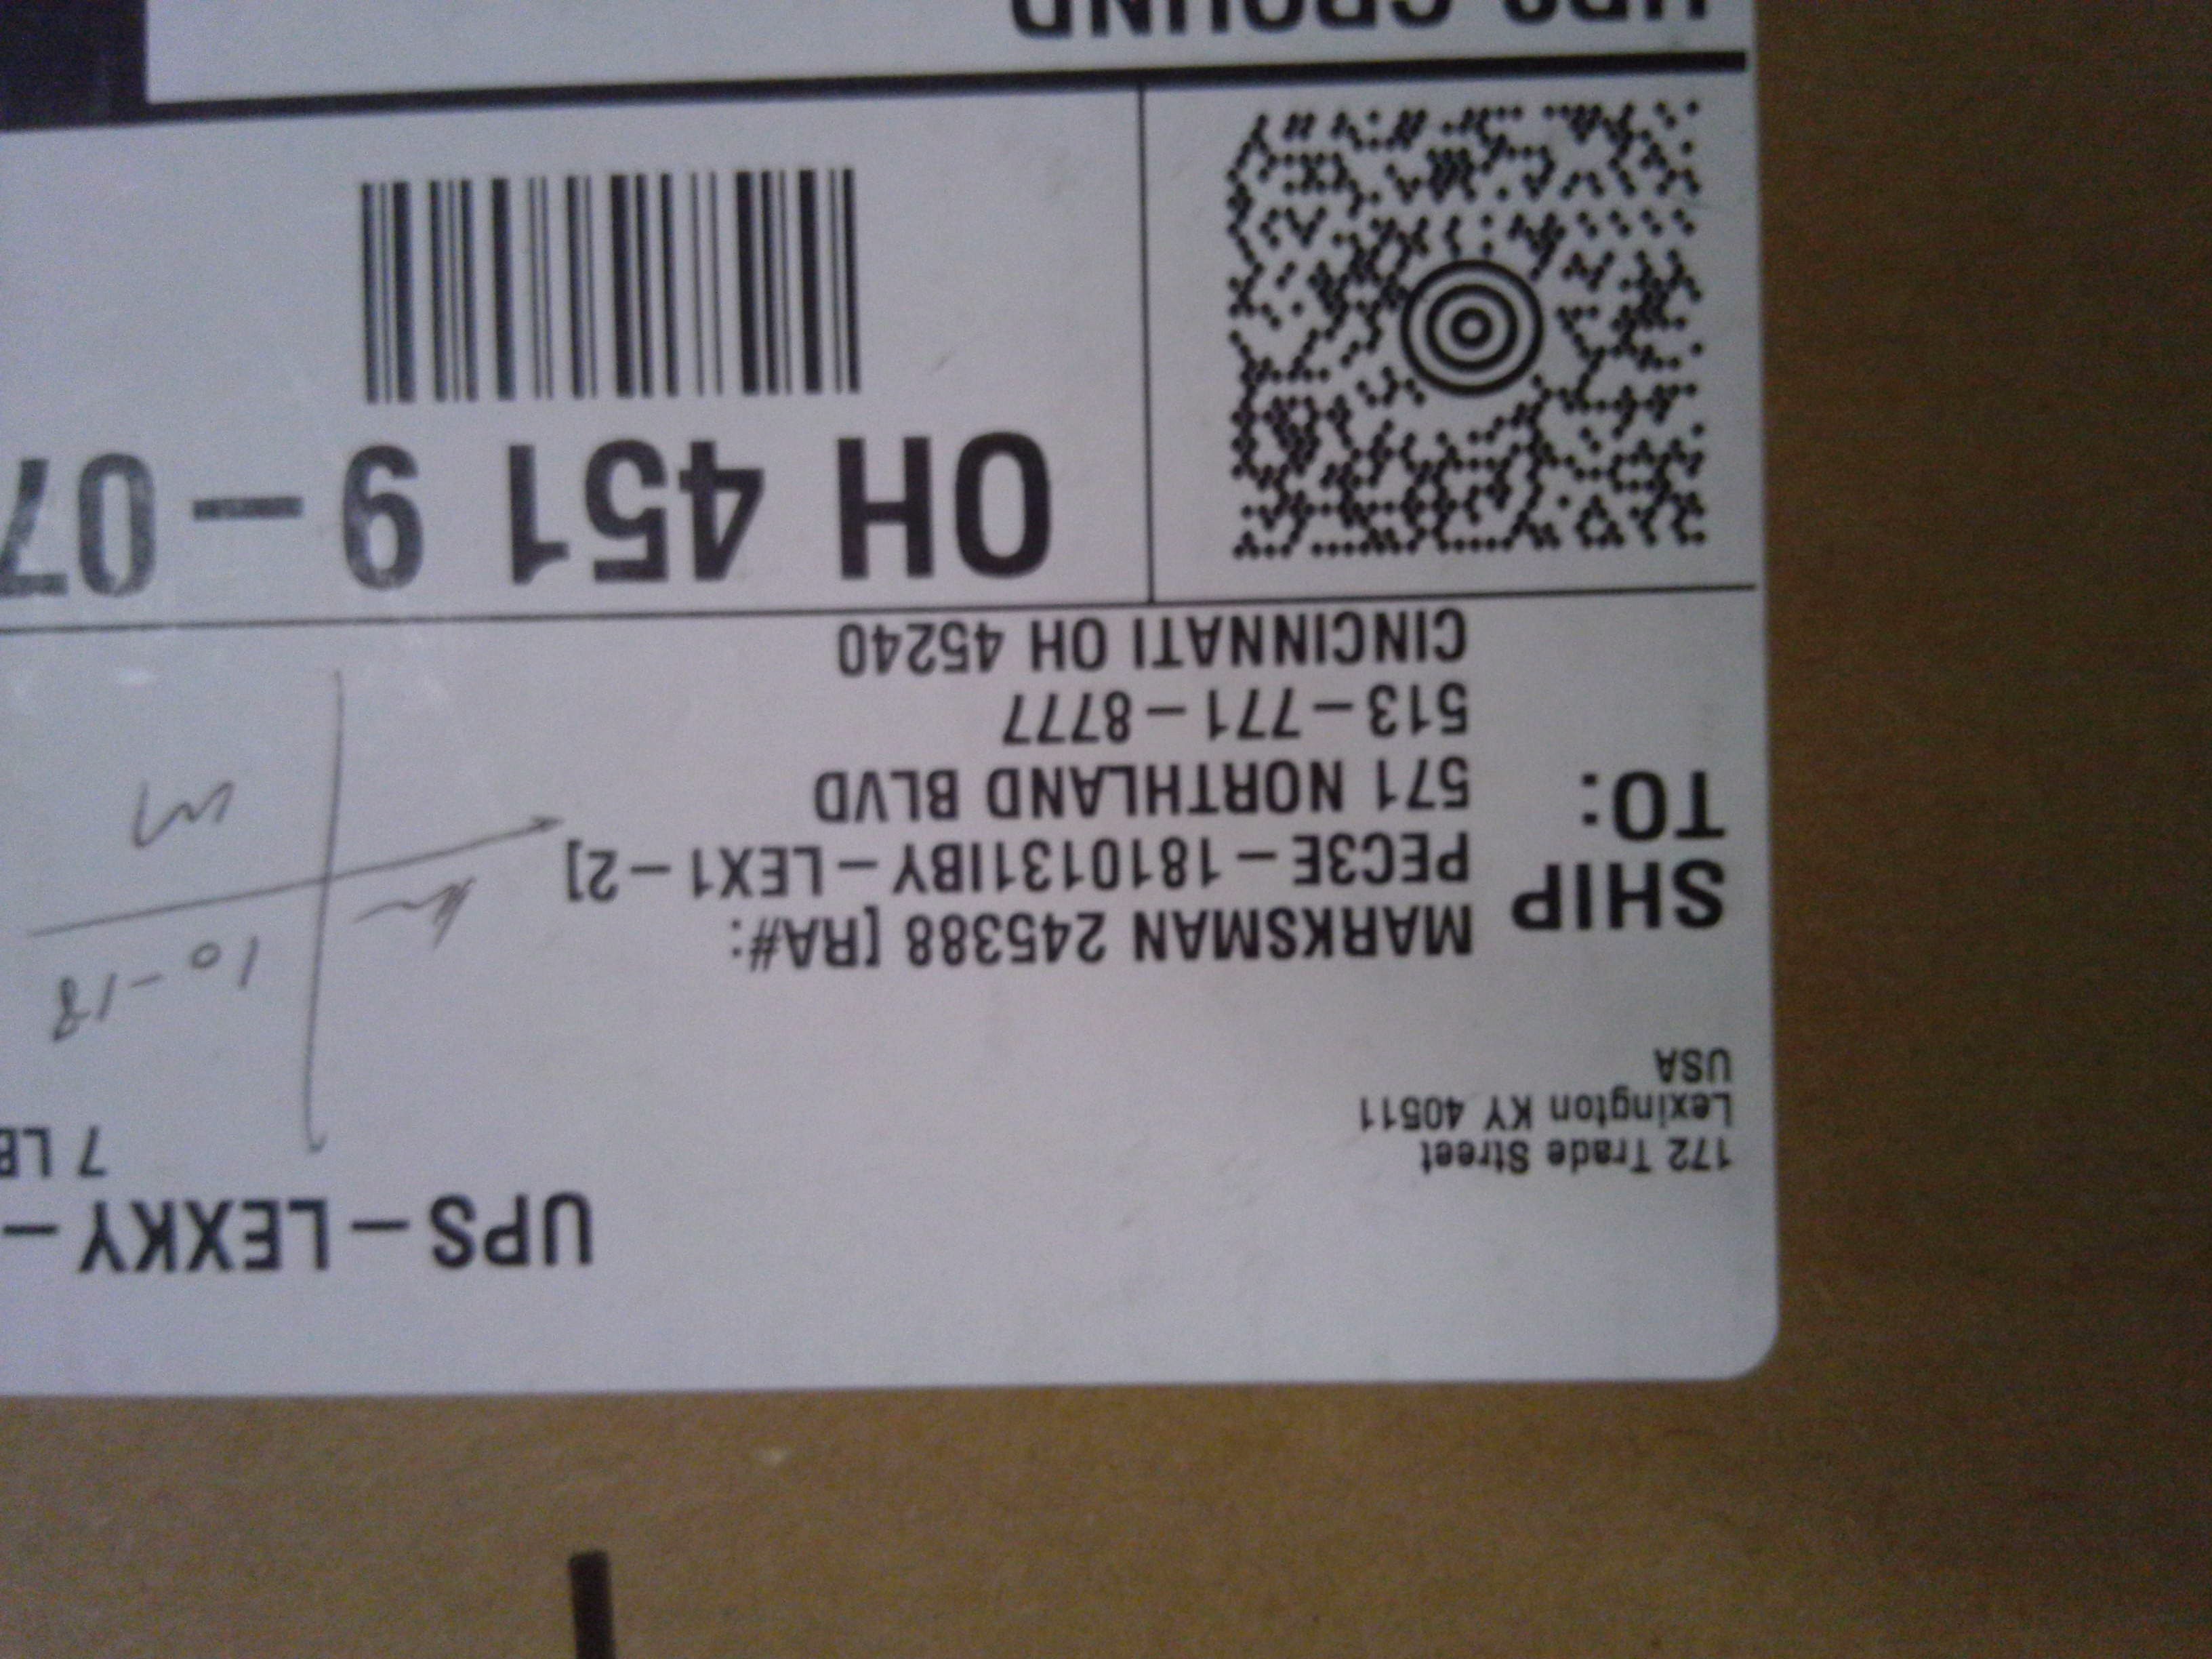 UPS-LEXKY-
7 LB
172 Trade Street
Lexington KY 40511
USA
10-18
SHIP TO:
MARKSMAN 245388 [RA#:
PEC3E-1810131IBY-LEX1-2]
571 NORTHLAND BLVD
513-771-8777
CINCINNATI OH 45240
OH 451 9-07
UPS GROUND